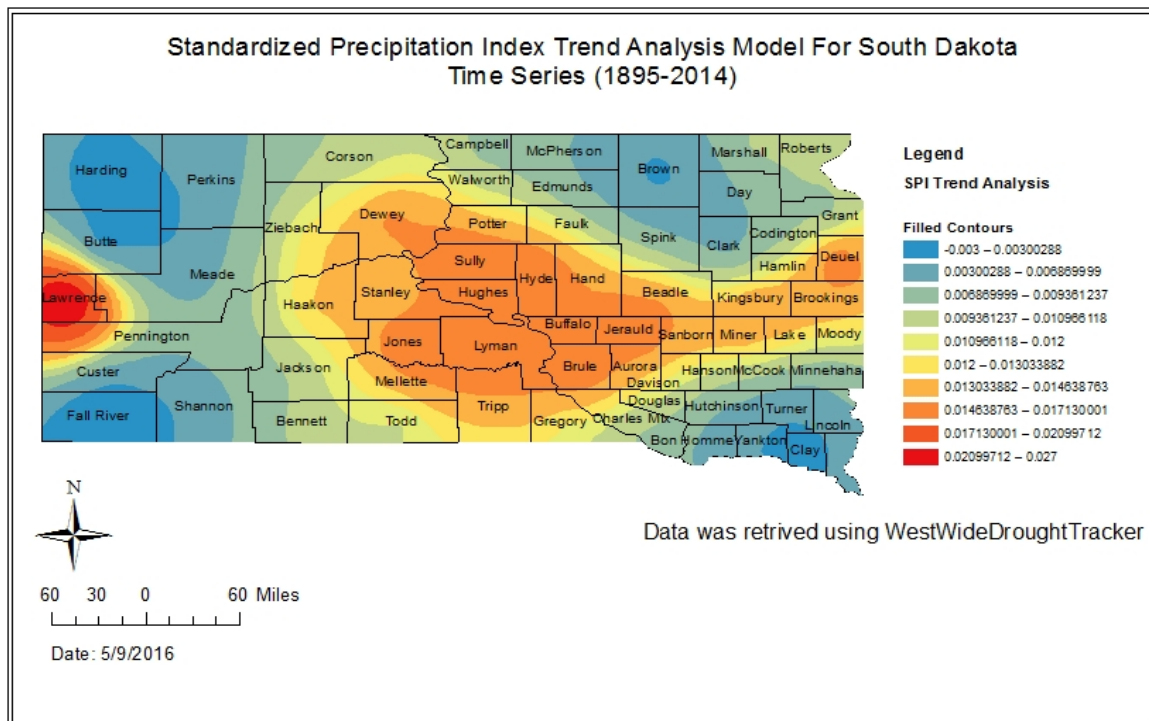 Standardized Precipitation Index Trend Analysis Model For South Dakota
Time Series (1895-2014)
Harding
Perkins
Corson
Campbell
McPherson
Brown
Marshall
Roberts
Walworth
Edmunds
Day
Dewey
Ziebach
Potter
Faulk
Grant
Butte
Meade
Spink
Clark
Codington
Hamlin
Deuel
Sully
Hyde
Hand
Lawrence
Haakon
Stanley
Hughes
Beadle
Kingsbury
Brookings
Pennington
Jones
Lyman
Buffalo
Jerauld
Sanborn
Miner
Lake
Moody
Custer
Jackson
Mellette
Brule
Aurora
Davison
Hanson
McCook
Minnehaha
Fall River
Shannon
Bennett
Todd
Tripp
Gregory
Charles Mix
Douglas
Hutchinson
Turner
Lincoln
Bon Homme
Yankton
Clay
Legend
SPI Trend Analysis
Filled Contours
-0.003 – 0.00300288
0.00300288 – 0.006869999
0.006869999 – 0.009361237
0.009361237 – 0.010966118
0.010966118 – 0.012
0.012 – 0.013033882
0.013033882 – 0.014638763
0.014638763 – 0.017130001
0.017130001 – 0.02099712
0.02099712 – 0.027
N
60 30 0 60 Miles
Date: 5/9/2016
Data was retrived using WestWideDroughtTracker